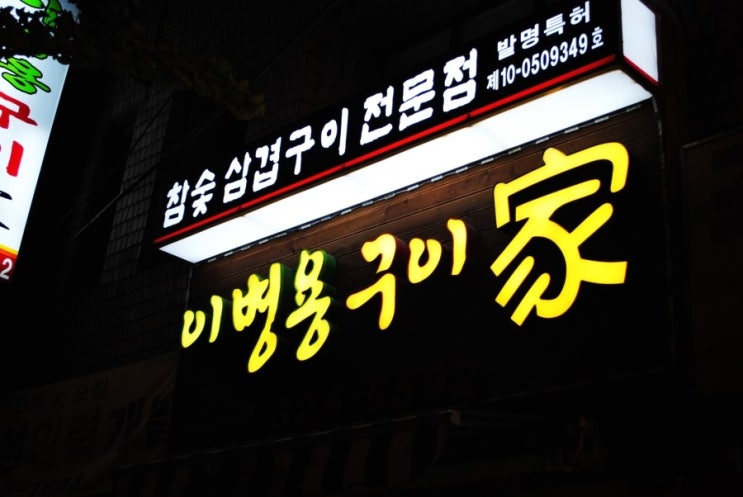 참숯 삼겹구이 전문점 발명특허
제10-0509349호
이병용 구이 家